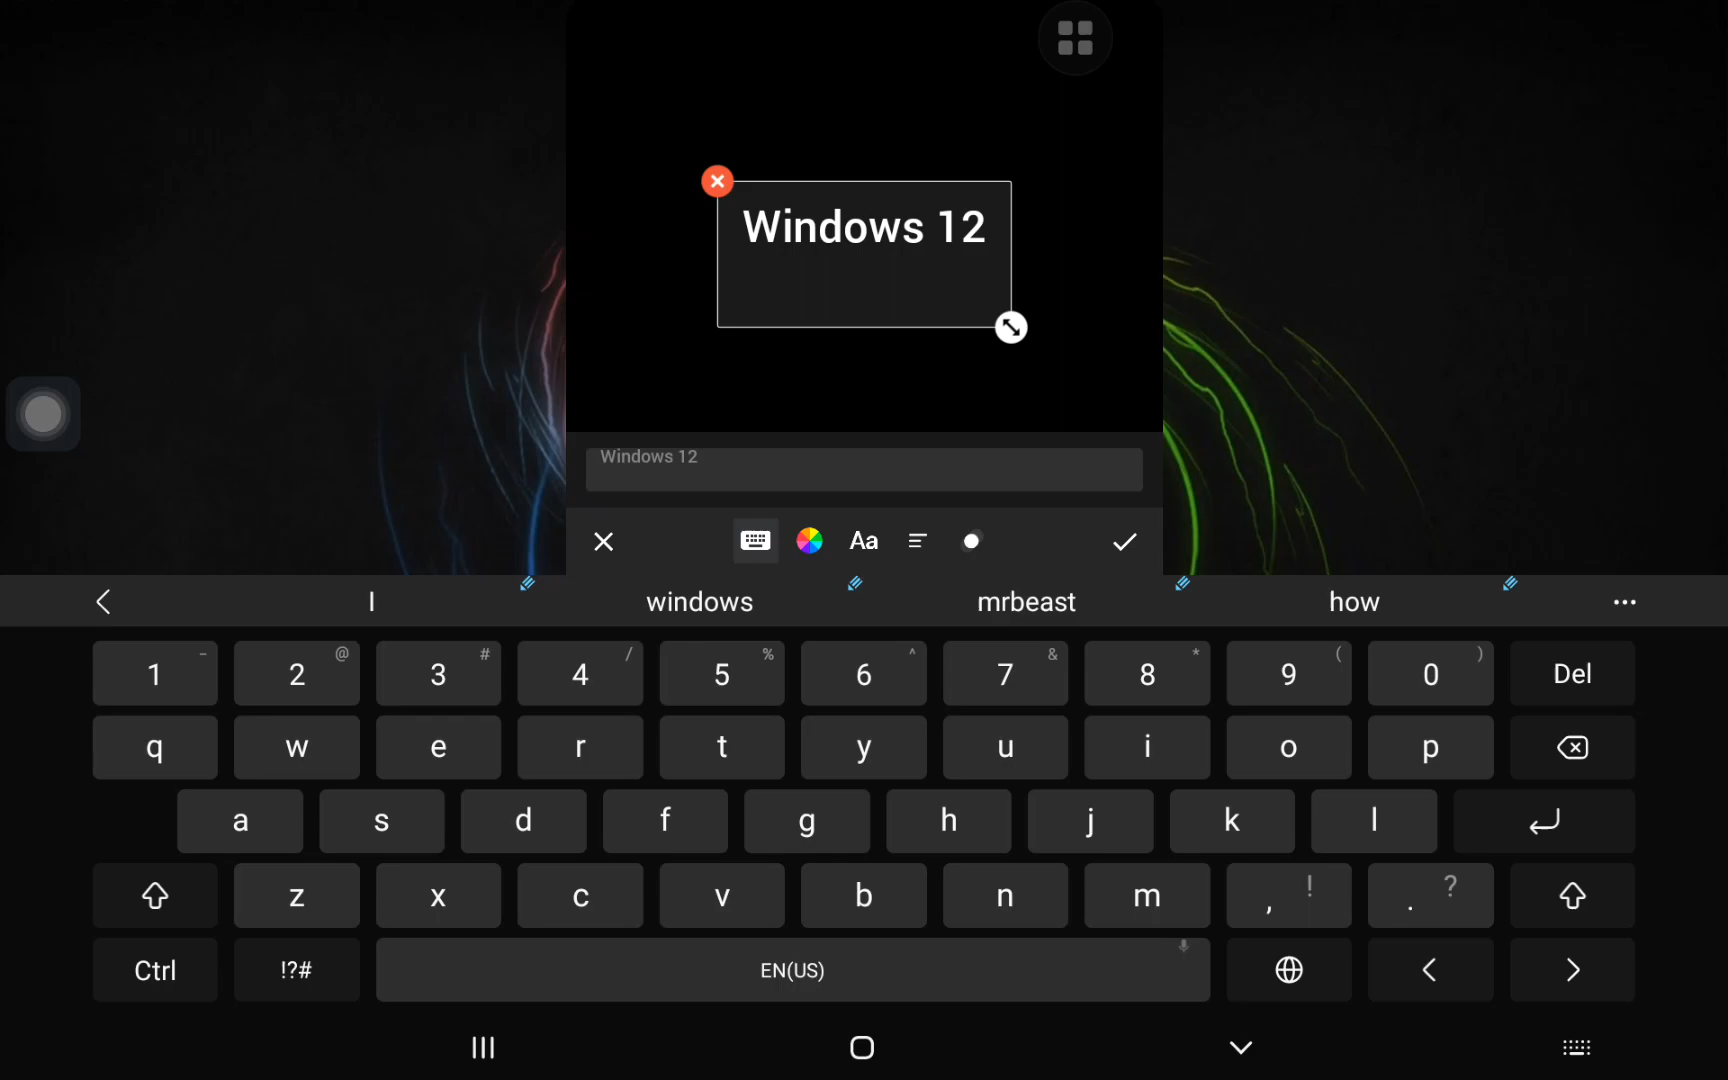 Windows 12
Windows 12
Aa
I windows mrbeast how
1 - 2 @ 3 # 4 / 5 % 6 ^ 7 & 8 * 9 ( 0 ) Del
q w e r t y u i o p
a s d f g h j k l
z x c v b n m , ! . ?
Ctrl !?# EN(US)